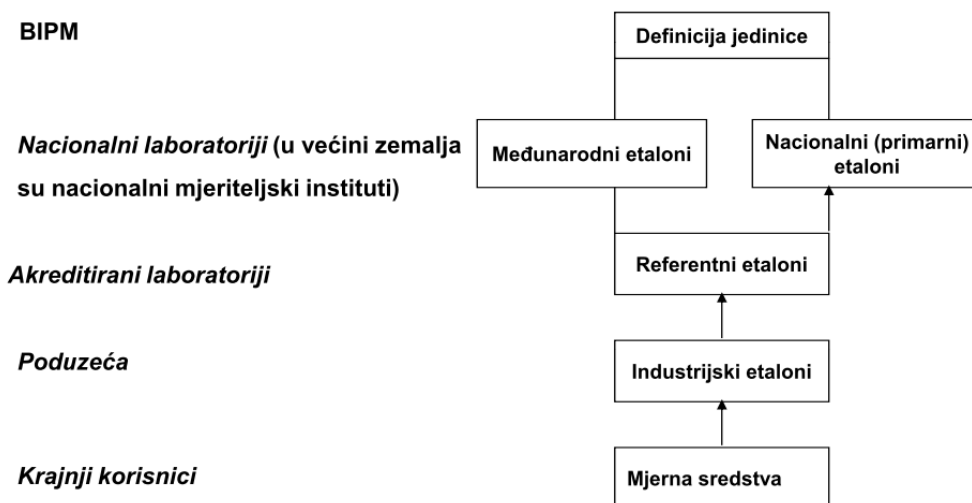 BIPM
Definicija jedinice
Nacionalni laboratoriji (u većini zemalja
su nacionalni mjeriteljski instituti)
Međunarodni etaloni
Nacionalni (primarni)
etaloni
Akreditirani laboratoriji
Referentni etaloni
Poduzeća
Industrijski etaloni
Krajnji korisnici
Mjerna sredstva